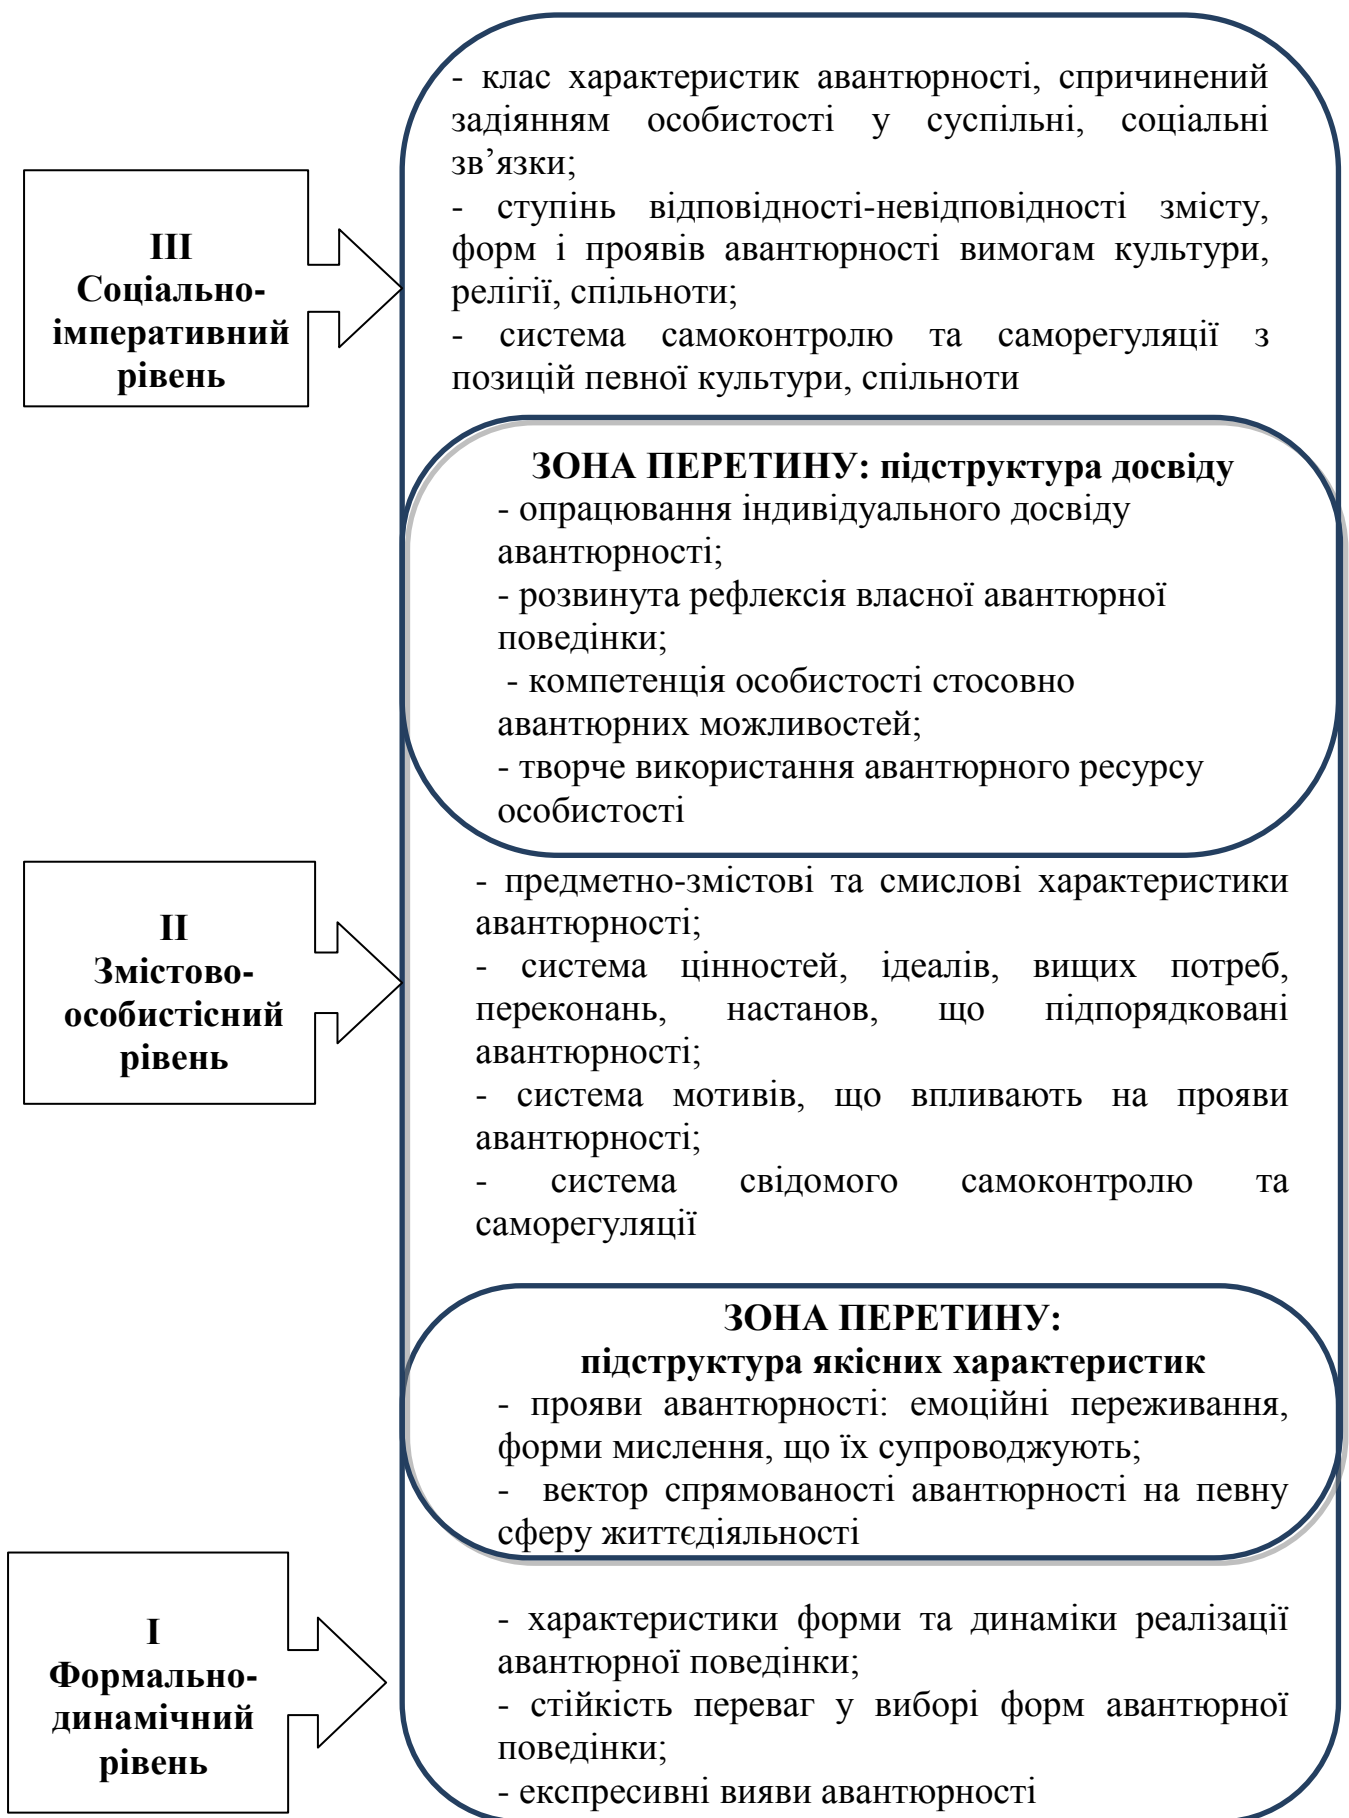 - клас характеристик авантюрності, спричинений
задіянням особистості у суспільні, соціальні
зв’язки;
- ступінь відповідності-невідповідності змісту,
форм і проявів авантюрності вимогам культури,
релігії, спільноти;
- система самоконтролю та саморегуляції з
позицій певної культури, спільноти
III
Соціально-
імперативний
рівень
ЗОНА ПЕРЕТИНУ: підструктура досвіду
- опрацювання індивідуального досвіду
авантюрності;
- розвинута рефлексія власної авантюрної
поведінки;
- компетенція особистості стосовно
авантюрних можливостей;
- творче використання авантюрного ресурсу
особистості
II
Змістово-
особистісний
рівень
- предметно-змістові та смислові характеристики
авантюрності;
- система цінностей, ідеалів, вищих потреб,
переконань, настанов, що підпорядковані
авантюрності;
- система мотивів, що впливають на прояви
авантюрності;
- система свідомого самоконтролю та
саморегуляції
ЗОНА ПЕРЕТИНУ:
підструктура якісних характеристик
- прояви авантюрності: емоційні переживання,
форми мислення, що їх супроводжують;
- вектор спрямованості авантюрності на певну
сферу життєдіяльності
I
Формально-
динамічний
рівень
- характеристики форми та динаміки реалізації
авантюрної поведінки;
- стійкість переваг у виборі форм авантюрної
поведінки;
- експресивні вияви авантюрності